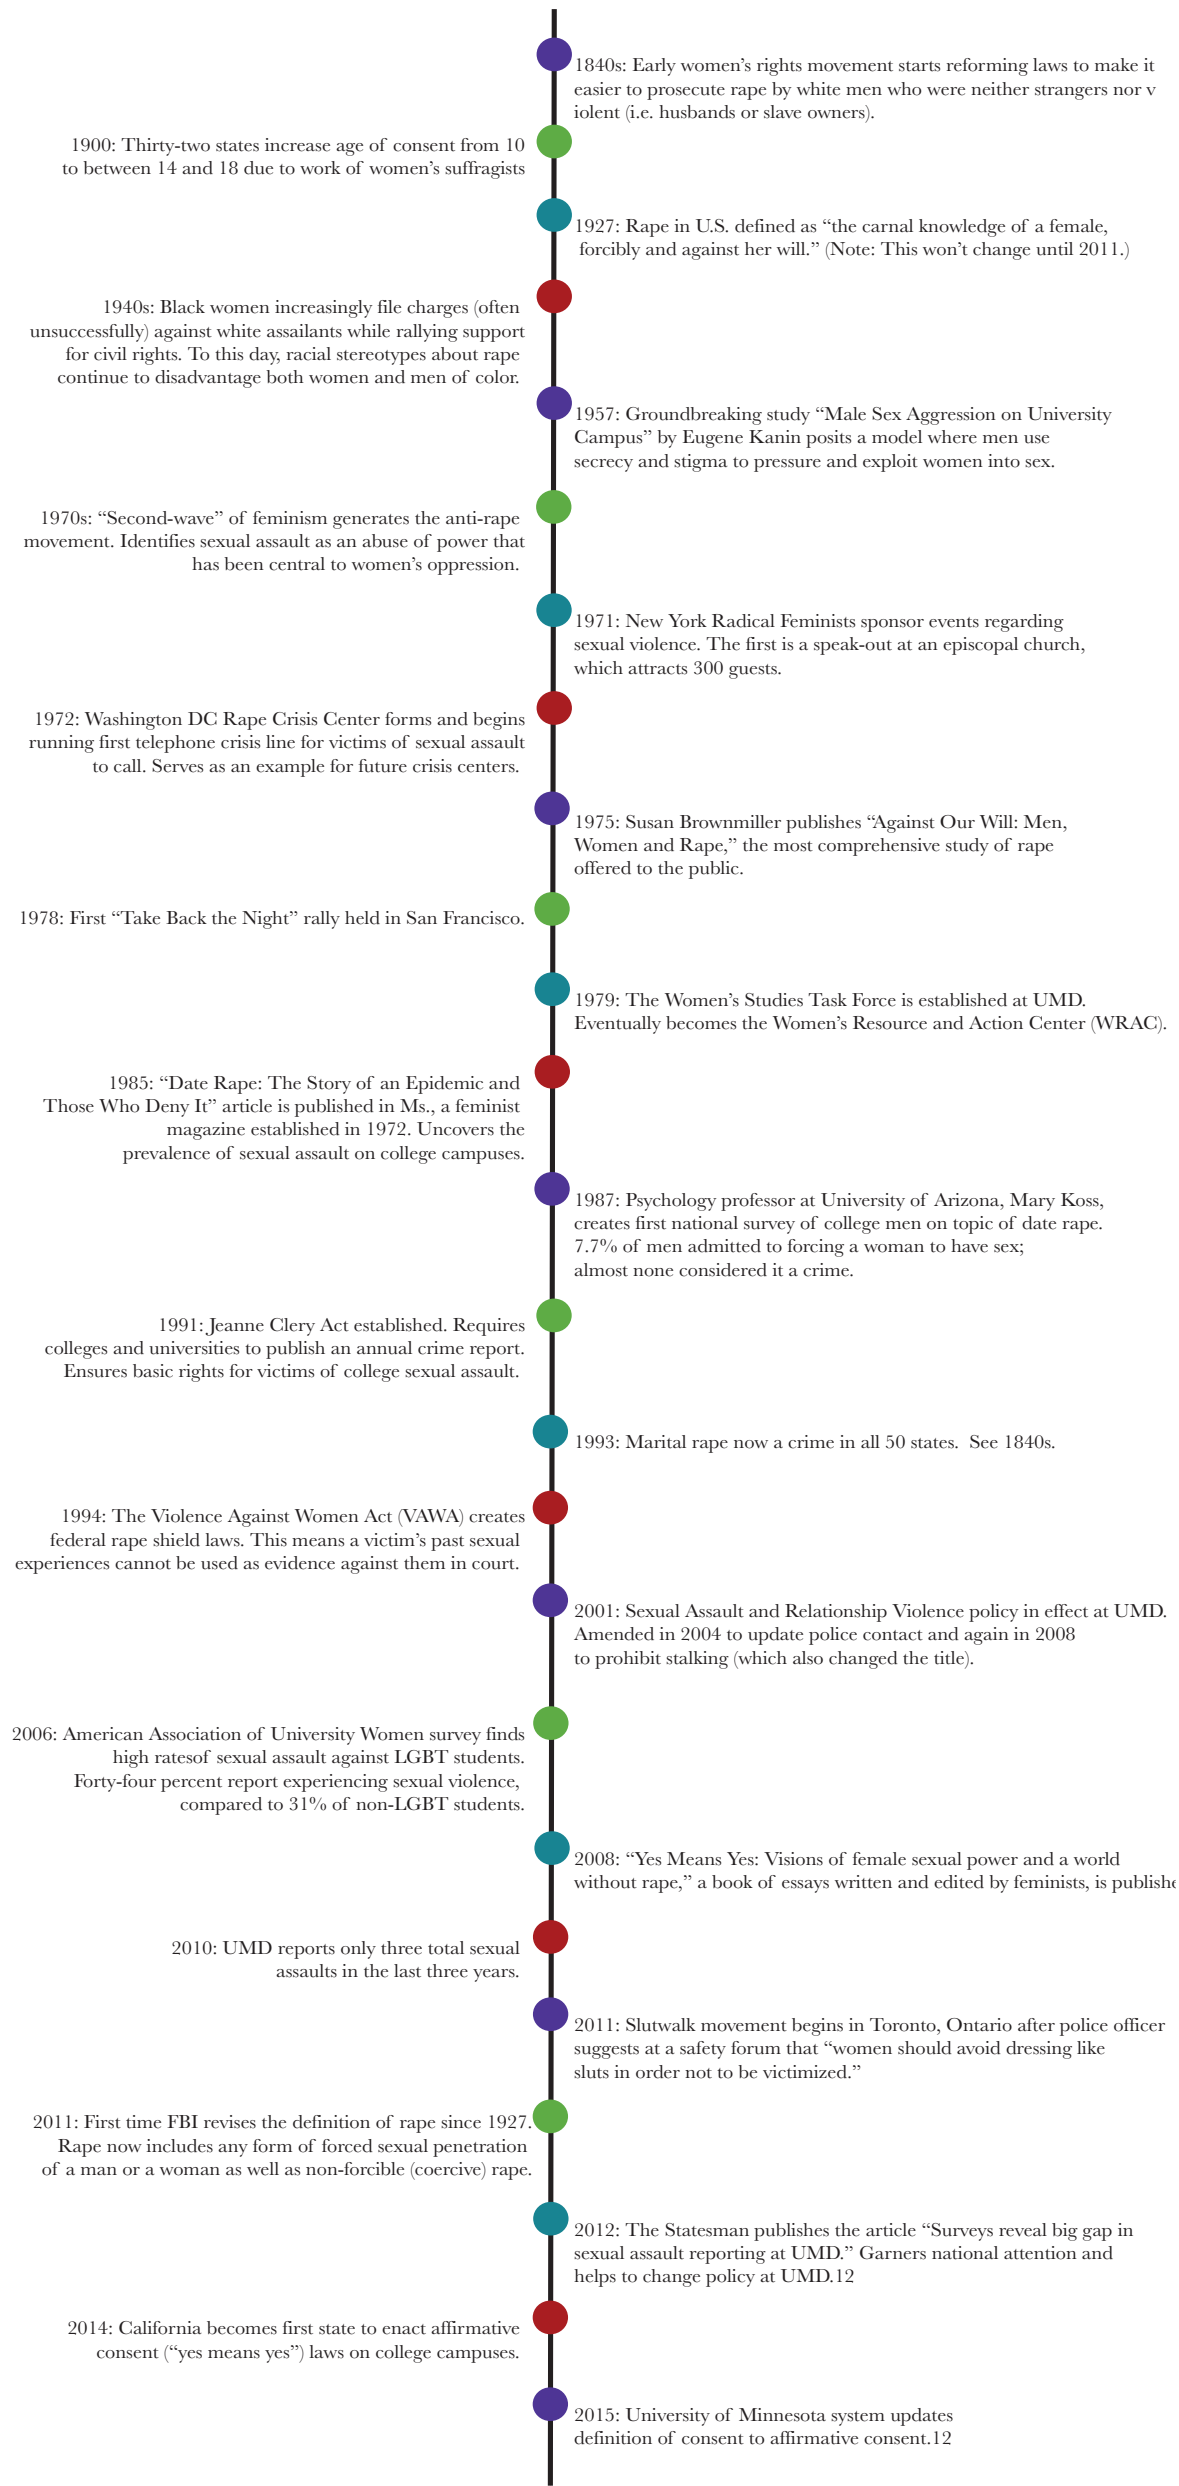 1840s: Early women’s rights movement starts reforming laws to make it
easier to prosecute rape by white men who were neither strangers nor v
iolent (i.e. husbands or slave owners).
1900: Thirty-two states increase age of consent from 10
to between 14 and 18 due to work of women’s suffragists
1927: Rape in U.S. defined as “the carnal knowledge of a female,
forcibly and against her will.” (Note: This won’t change until 2011.)
1940s: Black women increasingly file charges (often
unsuccessfully) against white assailants while rallying support
for civil rights. To this day, racial stereotypes about rape
continue to disadvantage both women and men of color.
1957: Groundbreaking study “Male Sex Aggression on University
Campus” by Eugene Kanin posits a model where men use
secrecy and stigma to pressure and exploit women into sex.
1970s: “Second-wave” of feminism generates the anti-rape
movement. Identifies sexual assault as an abuse of power that
has been central to women’s oppression.
1971: New York Radical Feminists sponsor events regarding
sexual violence. The first is a speak-out at an episcopal church,
which attracts 300 guests.
1972: Washington DC Rape Crisis Center forms and begins
running first telephone crisis line for victims of sexual assault
to call. Serves as an example for future crisis centers.
1975: Susan Brownmiller publishes “Against Our Will: Men,
Women and Rape,” the most comprehensive study of rape
offered to the public.
1978: First “Take Back the Night” rally held in San Francisco.
1979: The Women’s Studies Task Force is established at UMD.
Eventually becomes the Women’s Resource and Action Center (WRAC).
1985: “Date Rape: The Story of an Epidemic and
Those Who Deny It” article is published in Ms., a feminist
magazine established in 1972. Uncovers the
prevalence of sexual assault on college campuses.
1987: Psychology professor at University of Arizona, Mary Koss,
creates first national survey of college men on topic of date rape.
7.7% of men admitted to forcing a woman to have sex;
almost none considered it a crime.
1991: Jeanne Clery Act established. Requires
colleges and universities to publish an annual crime report.
Ensures basic rights for victims of college sexual assault.
1993: Marital rape now a crime in all 50 states.  See 1840s.
1994: The Violence Against Women Act (VAWA) creates
federal rape shield laws. This means a victim’s past sexual
experiences cannot be used as evidence against them in court.
2001: Sexual Assault and Relationship Violence policy in effect at UMD.
Amended in 2004 to update police contact and again in 2008
to prohibit stalking (which also changed the title).
2006: American Association of University Women survey finds
high ratesof sexual assault against LGBT students.
Forty-four percent report experiencing sexual violence,
compared to 31% of non-LGBT students.
2008: “Yes Means Yes: Visions of female sexual power and a world
without rape,” a book of essays written and edited by feminists, is publishe
2010: UMD reports only three total sexual
assaults in the last three years.
2011: Slutwalk movement begins in Toronto, Ontario after police officer
suggests at a safety forum that “women should avoid dressing like
sluts in order not to be victimized.”
2011: First time FBI revises the definition of rape since 1927.
Rape now includes any form of forced sexual penetration
of a man or a woman as well as non-forcible (coercive) rape.
2012: The Statesman publishes the article “Surveys reveal big gap in
sexual assault reporting at UMD.” Garners national attention and
helps to change policy at UMD.12
2014: California becomes first state to enact affirmative
consent (“yes means yes”) laws on college campuses.
2015: University of Minnesota system updates
definition of consent to affirmative consent.12